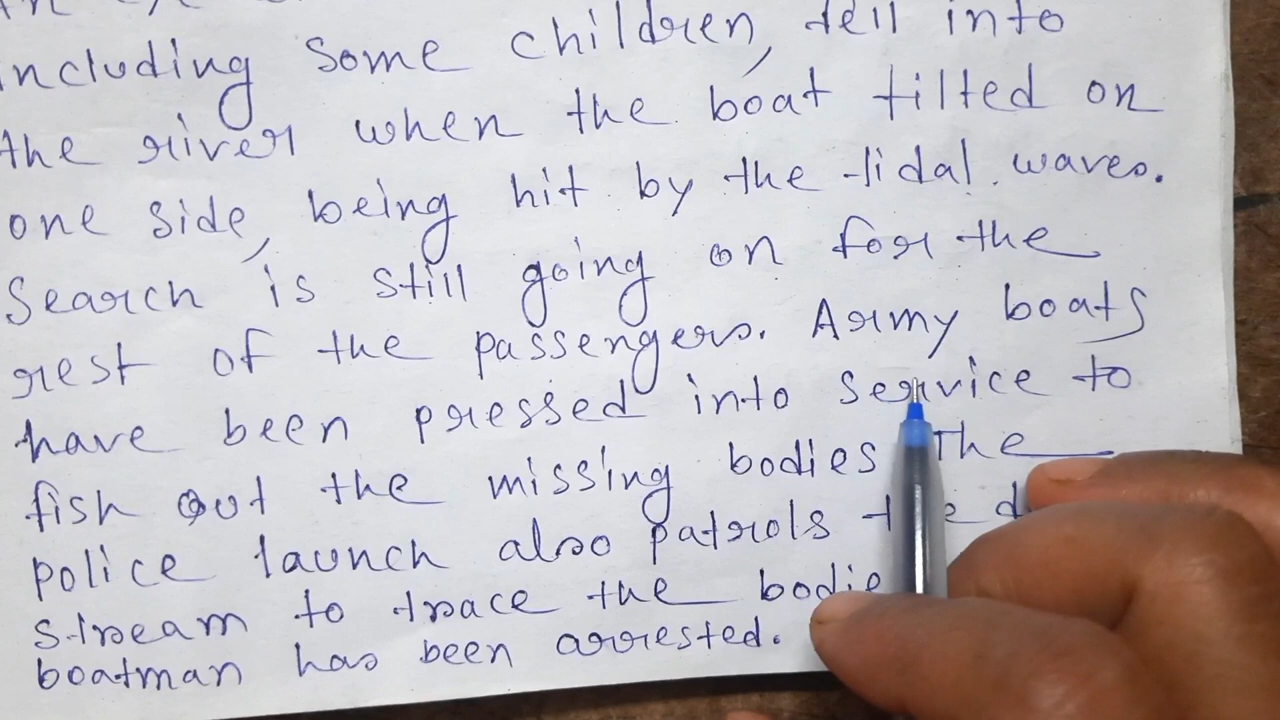 including some children, fell into
the river when the boat tilted on
one side, being hit by the tidal waves.
Search is still going on for the
rest of the passengers. Army boats
have been pressed into service to
fish out the missing bodies The
police launch also patrols
stream to trace the
boatman has been arrested.